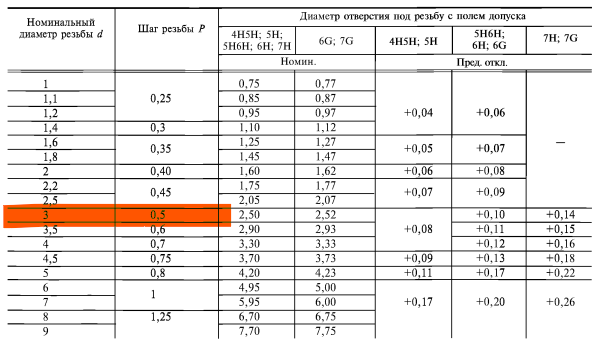 Номинальный диаметр резьбы d | Шаг резьбы P | Диаметр отверстия под резьбу с полем допуска
4H5H; 5H; 5H6H; 6H; 7H | 6G; 7G | 4H5H; 5H | 5H6H; 6H; 6G | 7H; 7G
Номин. | Пред. откл.
1 | 0,25 | 0,75 | 0,77 | +0,04 | +0,06 | —
1,1 | 0,85 | 0,87
1,2 | 0,95 | 0,97
1,4 | 0,3 | 1,10 | 1,12
1,6 | 0,35 | 1,25 | 1,27 | +0,05 | +0,07
1,8 | 1,45 | 1,47
2 | 0,40 | 1,60 | 1,62 | +0,06 | +0,08
2,2 | 0,45 | 1,75 | 1,77 | +0,07 | +0,09
2,5 | 2,05 | 2,07
3 | 0,5 | 2,50 | 2,52 | +0,08 | +0,10 | +0,14
3,5 | 0,6 | 2,90 | 2,93 | +0,11 | +0,15
4 | 0,7 | 3,30 | 3,33 | +0,12 | +0,16
4,5 | 0,75 | 3,70 | 3,73 | +0,09 | +0,13 | +0,18
5 | 0,8 | 4,20 | 4,23 | +0,11 | +0,17 | +0,22
6 | 1 | 4,95 | 5,00 | +0,17 | +0,20 | +0,26
7 | 5,95 | 6,00
8 | 1,25 | 6,70 | 6,75
9 | 7,70 | 7,75